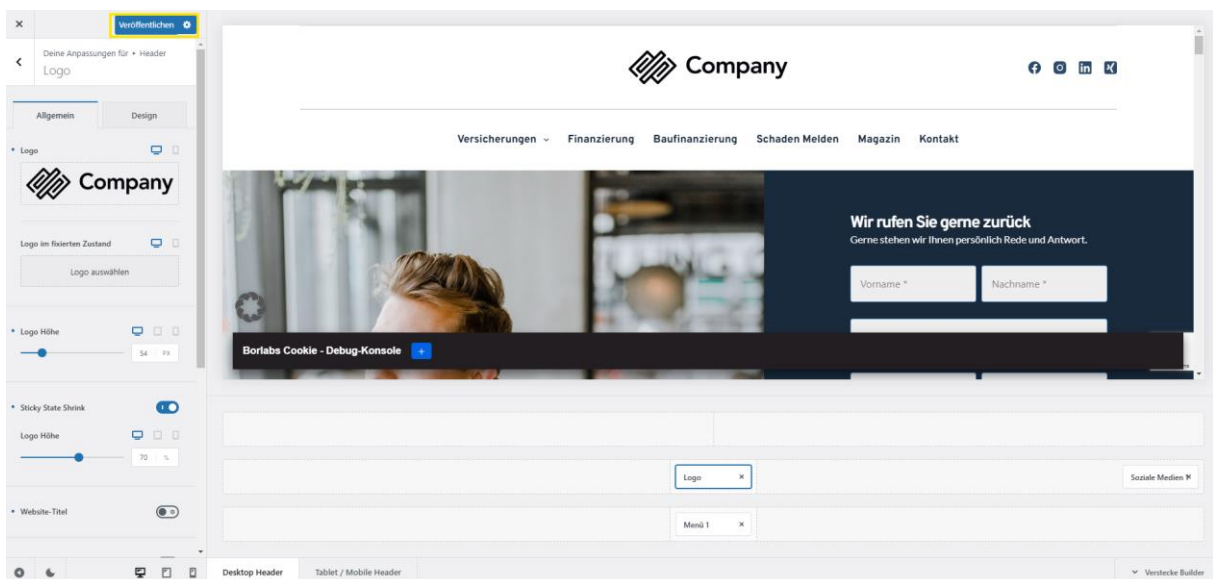 Veröffentlichen
Deine Anpassungen für ▸ Header
Logo
Allgemein
Design
Logo
Company
Logo im fixierten Zustand
Logo auswählen
Logo Höhe
54 PX
Sticky State Shrink
Logo Höhe
70 %
Website-Titel
Company
Versicherungen Finanzierung Baufinanzierung Schaden Melden Magazin Kontakt
Wir rufen Sie gerne zurück
Gerne stehen wir Ihnen persönlich Rede und Antwort.
Vorname *
Nachname *
Borlabs Cookie - Debug-Konsole +
Logo
Soziale Medien
Menü 1
Desktop Header
Tablet / Mobile Header
Verstecke Builder